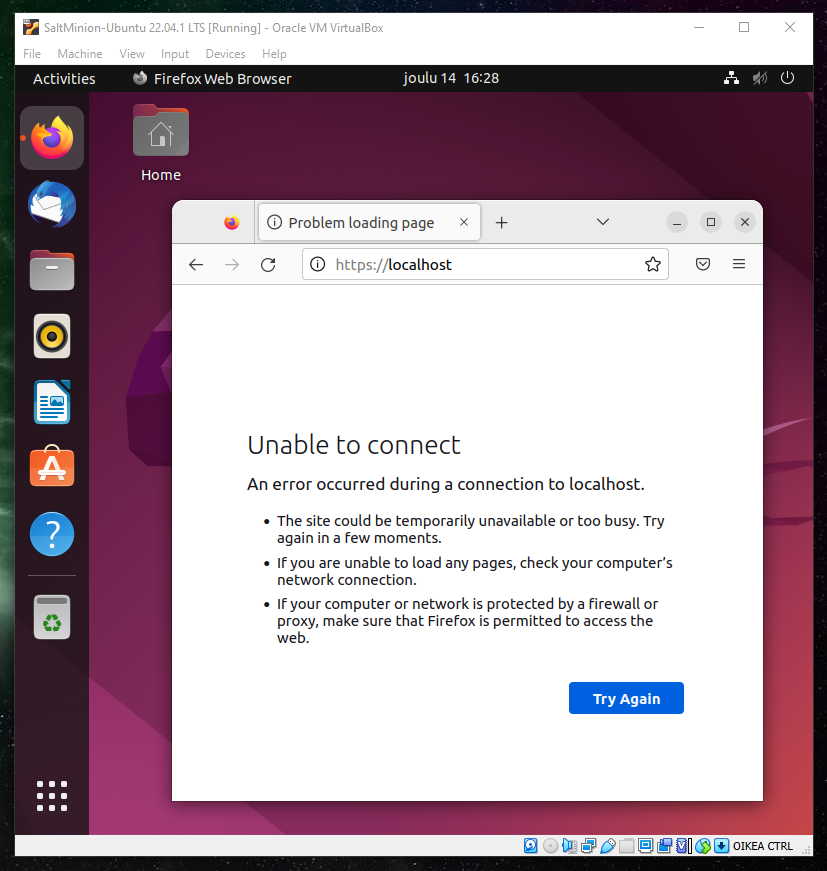 SaltMinion-Ubuntu 22.04.1 LTS [Running] - Oracle VM VirtualBox
File Machine View Input Devices Help
Activities Firefox Web Browser joulu 14 16:28
Home
Problem loading page
https://localhost
Unable to connect
An error occurred during a connection to localhost.
• The site could be temporarily unavailable or too busy. Try
again in a few moments.
• If you are unable to load any pages, check your computer’s
network connection.
• If your computer or network is protected by a firewall or
proxy, make sure that Firefox is permitted to access the
web.
Try Again
OIKEA CTRL